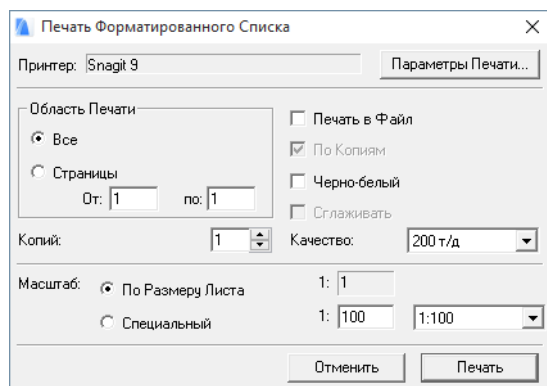 Печать Форматированного Списка
Принтер: Snagit 9 Параметры Печати...
Область Печати
Все
Страницы
От: 1 по: 1
Печать в Файл
По Копиям
Черно-белый
Сглаживать
Копий: 1 Качество: 200 т/д
Масштаб: По Размеру Листа 1: 1
Специальный 1: 100 1:100
Отменить Печать